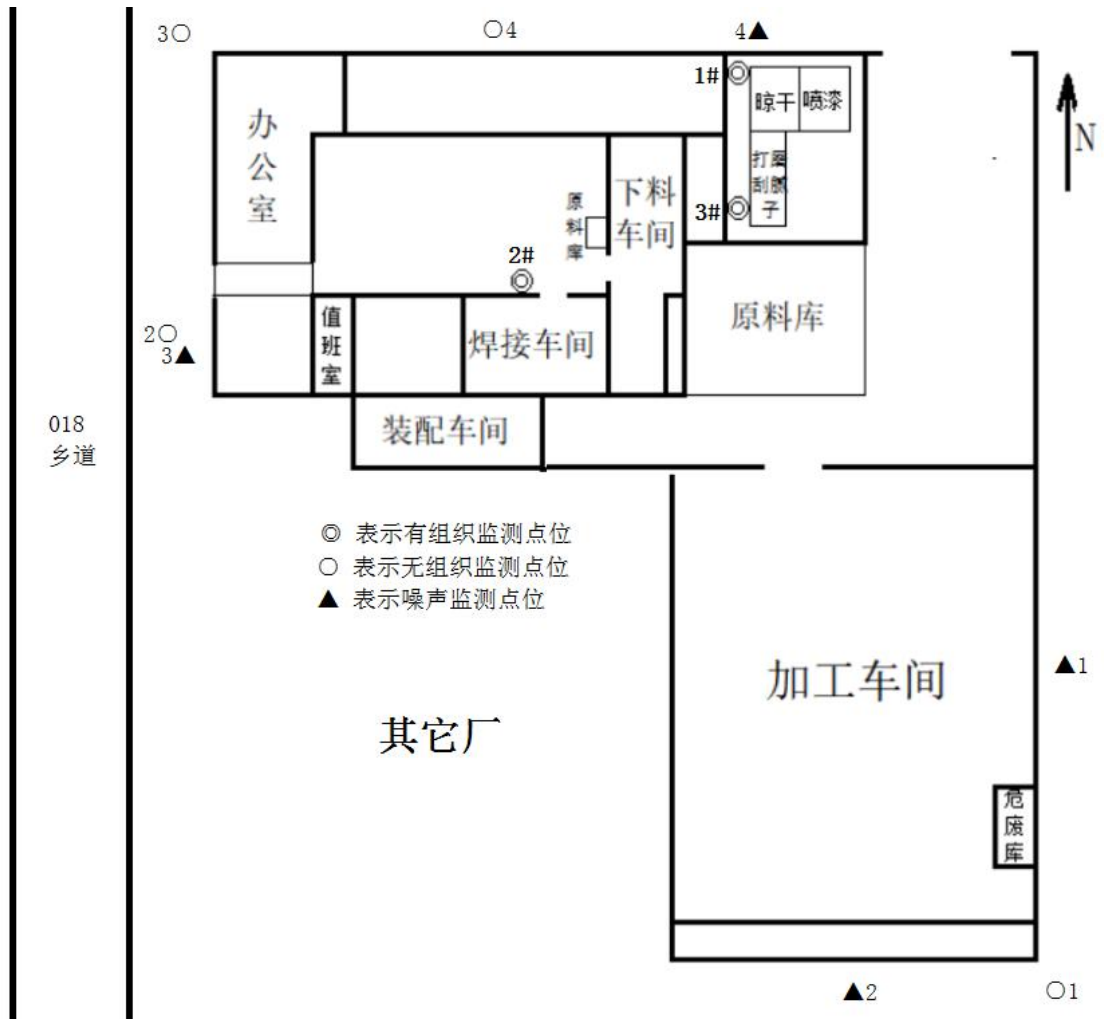 3○
○4
4▲
1#
晾干
喷漆
N
办公室
打磨
刮腻
子
下料
车间
原料库
3#
2#
2○
3▲
值班室
焊接车间
原料库
018
乡道
装配车间
◎ 表示有组织监测点位
○ 表示无组织监测点位
▲ 表示噪声监测点位
加工车间
▲1
其它厂
危废库
▲2
○1